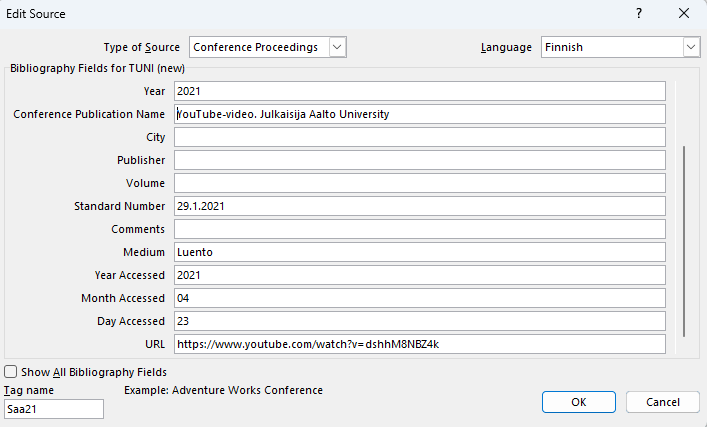 Edit Source
? ×
Type of Source Conference Proceedings Language Finnish
Bibliography Fields for TUNI (new)
Year 2021
Conference Publication Name YouTube-video. Julkaisija Aalto University
City
Publisher
Volume
Standard Number 29.1.2021
Comments
Medium Luento
Year Accessed 2021
Month Accessed 04
Day Accessed 23
URL https://www.youtube.com/watch?v=dshhM8NBZ4k
Show All Bibliography Fields
Tag name Example: Adventure Works Conference
Saa21
OK Cancel